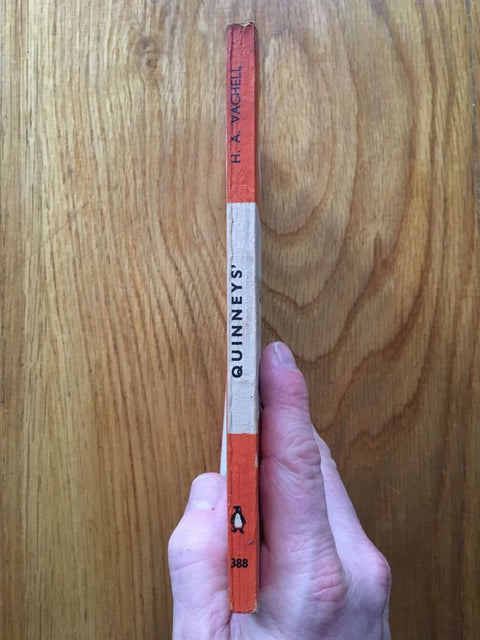 H. A. VACHELL
QUINNEYS'
388